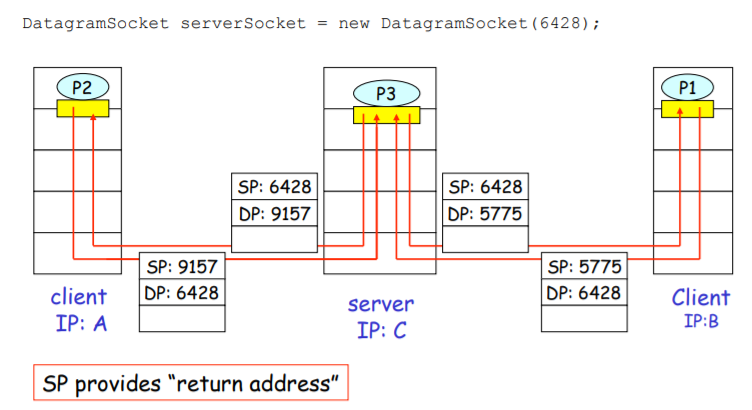 DatagramSocket serverSocket = new DatagramSocket(6428);
P2
P3
P1
SP: 6428
DP: 9157
SP: 6428
DP: 5775
SP: 9157
DP: 6428
SP: 5775
DP: 6428
client
IP: A
server
IP: C
Client
IP:B
SP provides “return address”